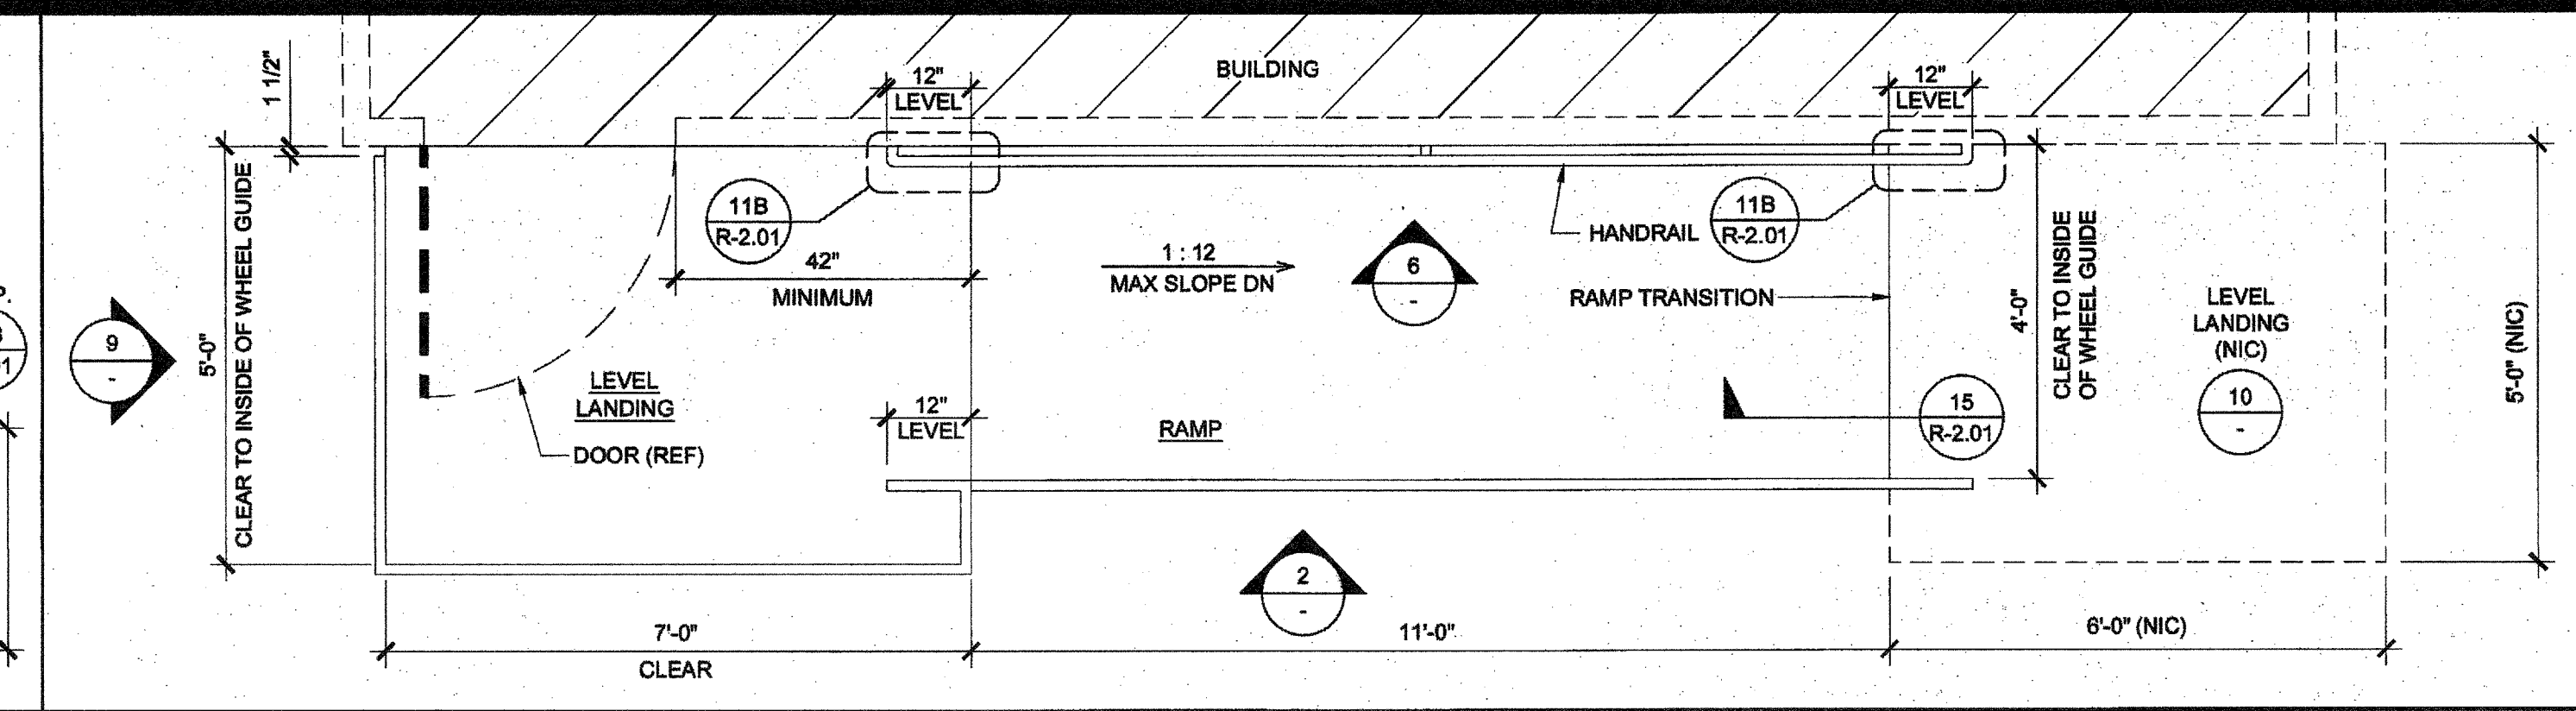 1 1/2"
12"
LEVEL
BUILDING
12"
LEVEL
5'-0"
CLEAR TO INSIDE OF WHEEL GUIDE
11B
R-2.01
42"
MINIMUM
1 : 12
MAX SLOPE DN
6
-
HANDRAIL
11B
R-2.01
RAMP TRANSITION
4'-0"
CLEAR TO INSIDE
OF WHEEL GUIDE
LEVEL
LANDING
(NIC)
10
-
5'-0" (NIC)
9
-
LEVEL
LANDING
DOOR (REF)
12"
LEVEL
RAMP
15
R-2.01
2
-
7'-0"
CLEAR
11'-0"
6'-0" (NIC)